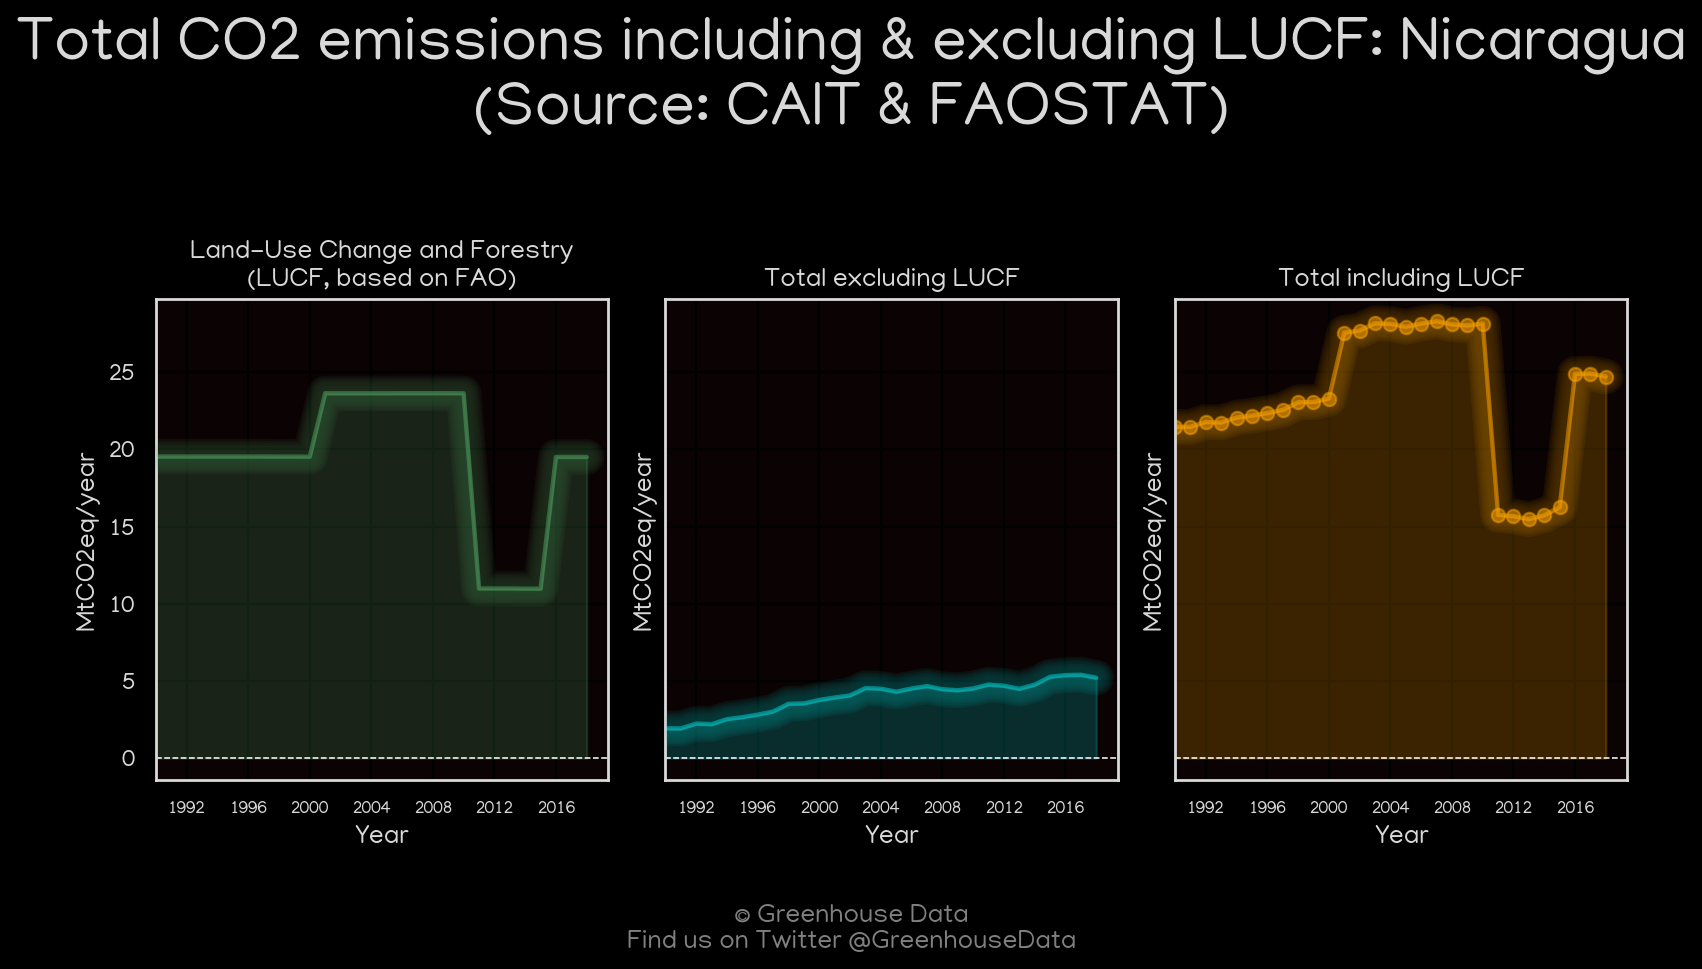 Total CO2 emissions including & excluding LUCF: Nicaragua
(Source: CAIT & FAOSTAT)
Land-Use Change and Forestry
(LUCF, based on FAO)
Total excluding LUCF
Total including LUCF
MtCO2eq/year
25
20
15
10
5
0
MtCO2eq/year
MtCO2eq/year
1992 1996 2000 2004 2008 2012 2016
1992 1996 2000 2004 2008 2012 2016
1992 1996 2000 2004 2008 2012 2016
Year
Year
Year
© Greenhouse Data
Find us on Twitter @GreenhouseData